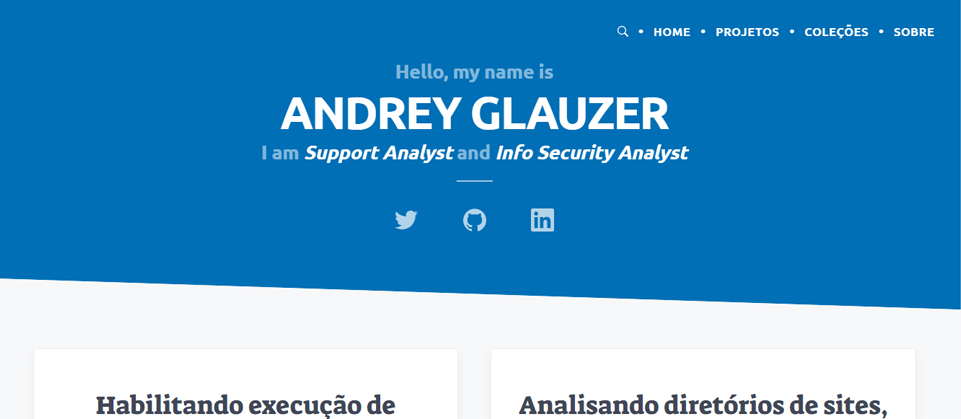 • HOME • PROJETOS • COLEÇÕES • SOBRE
Hello, my name is
ANDREY GLAUZER
I am Support Analyst and Info Security Analyst
in
Habilitando execução de
Analisando diretórios de sites,